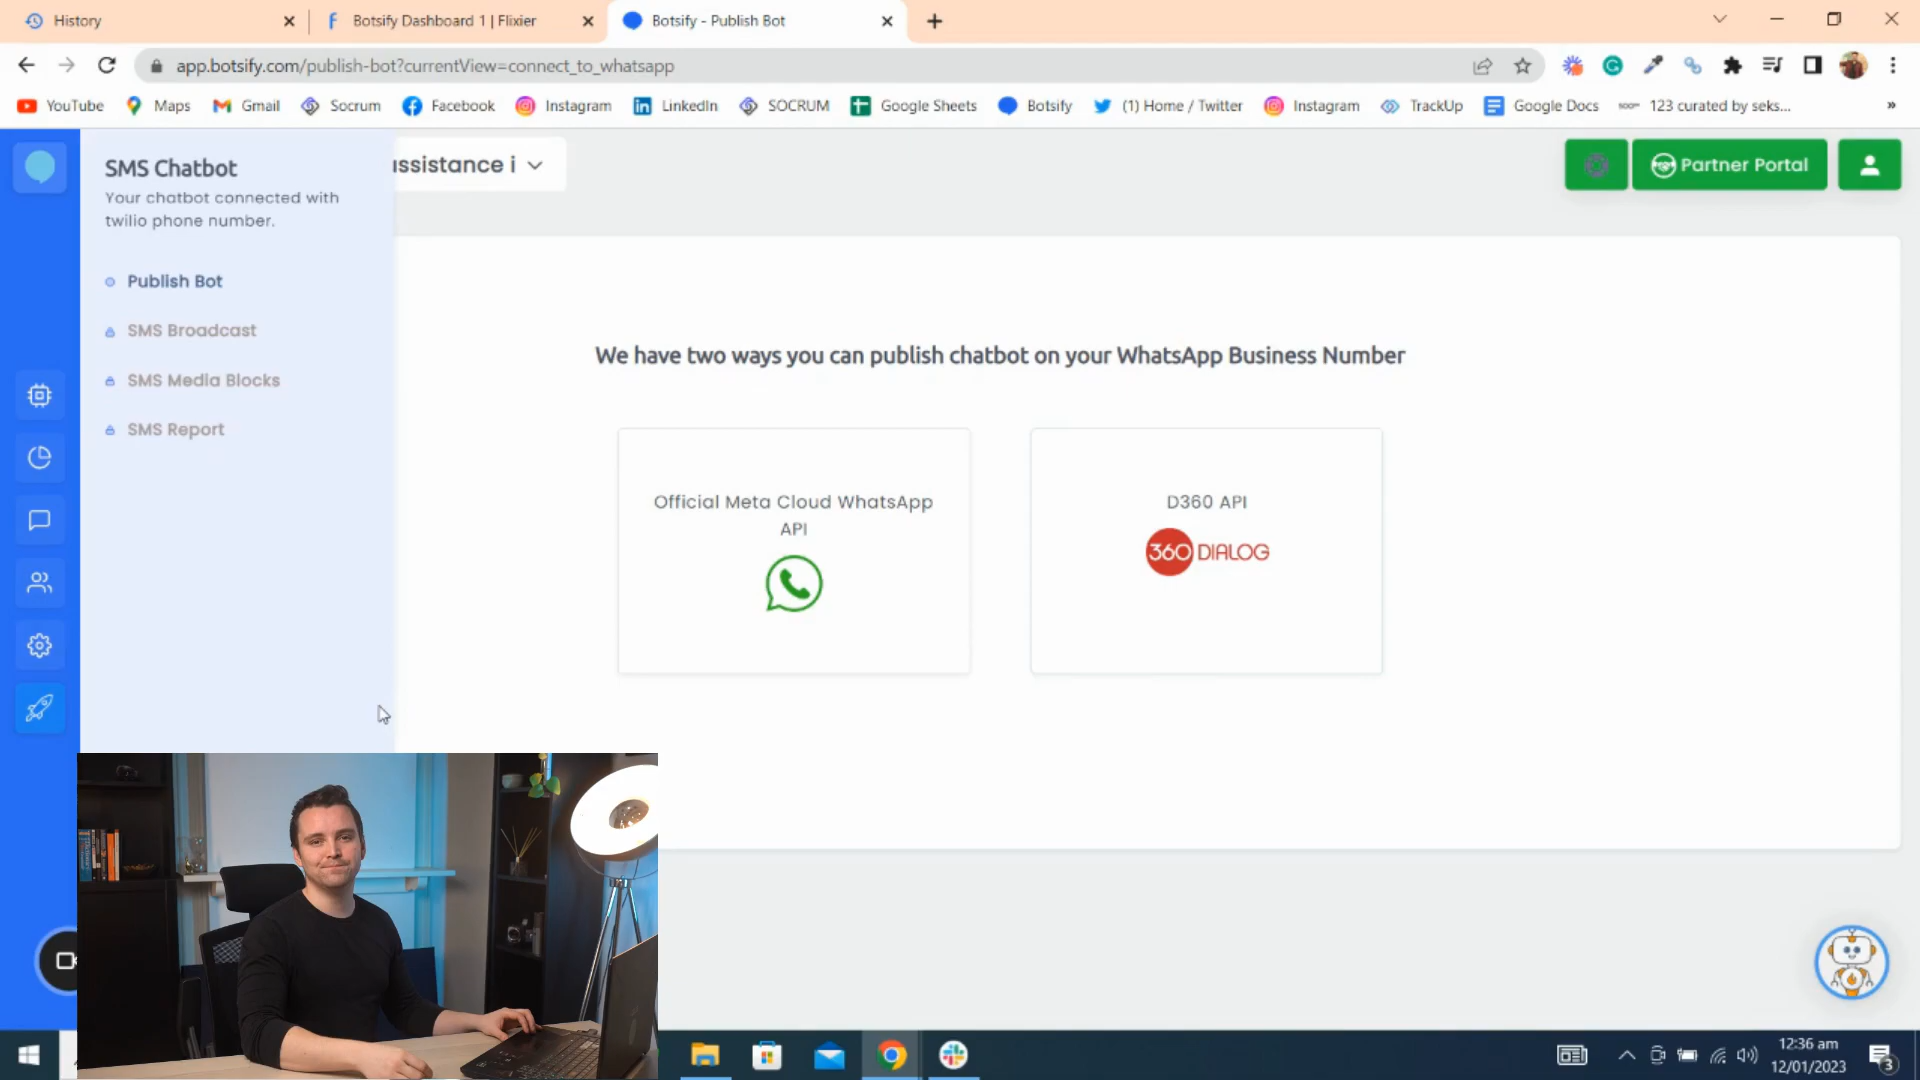 History
Botsify Dashboard 1 | Flixier
Botsify - Publish Bot
app.botsify.com/publish-bot?currentView=connect_to_whatsapp
YouTube
Maps
Gmail
Socrum
Facebook
Instagram
LinkedIn
SOCRUM
Google Sheets
Botsify
(1) Home / Twitter
Instagram
TrackUp
Google Docs
123 curated by seks...
SMS Chatbot
Your chatbot connected with
twilio phone number.
Publish Bot
SMS Broadcast
SMS Media Blocks
SMS Report
ssistance i
Partner Portal
We have two ways you can publish chatbot on your WhatsApp Business Number
Official Meta Cloud WhatsApp
API
D360 API
360 DIALOG
12:36 am
12/01/2023
3